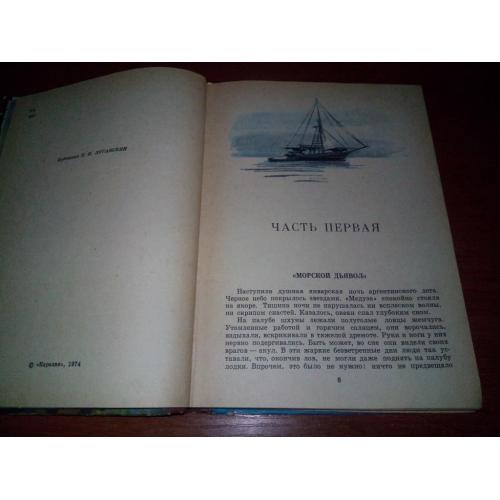 Художник Е. И. ЛУГАНСКИЙ
© «Карпати», 1974
ЧАСТЬ ПЕРВАЯ
«МОРСКОЙ ДЬЯВОЛ»
Наступила душная январская ночь аргентинского лета.
Черное небо покрылось звездами. «Медуза» спокойно стояла
на якоре. Тишина ночи не нарушалась ни всплеском волны,
ни скрипом снастей. Казалось, океан спал глубоким сном.
На палубе шхуны лежали полуголые ловцы жемчуга.
Утомленные работой и горячим солнцем, они ворочались,
вздыхали, вскрикивали в тяжелой дремоте. Руки и ноги у них
нервно подергивались. Быть может, во сне они видели своих
врагов — акул. В эти жаркие безветренные дни люди так ус-
тавали, что, окончив лов, не могли даже поднять на палубу
лодки. Впрочем, это было не нужно: ничто не предвещало